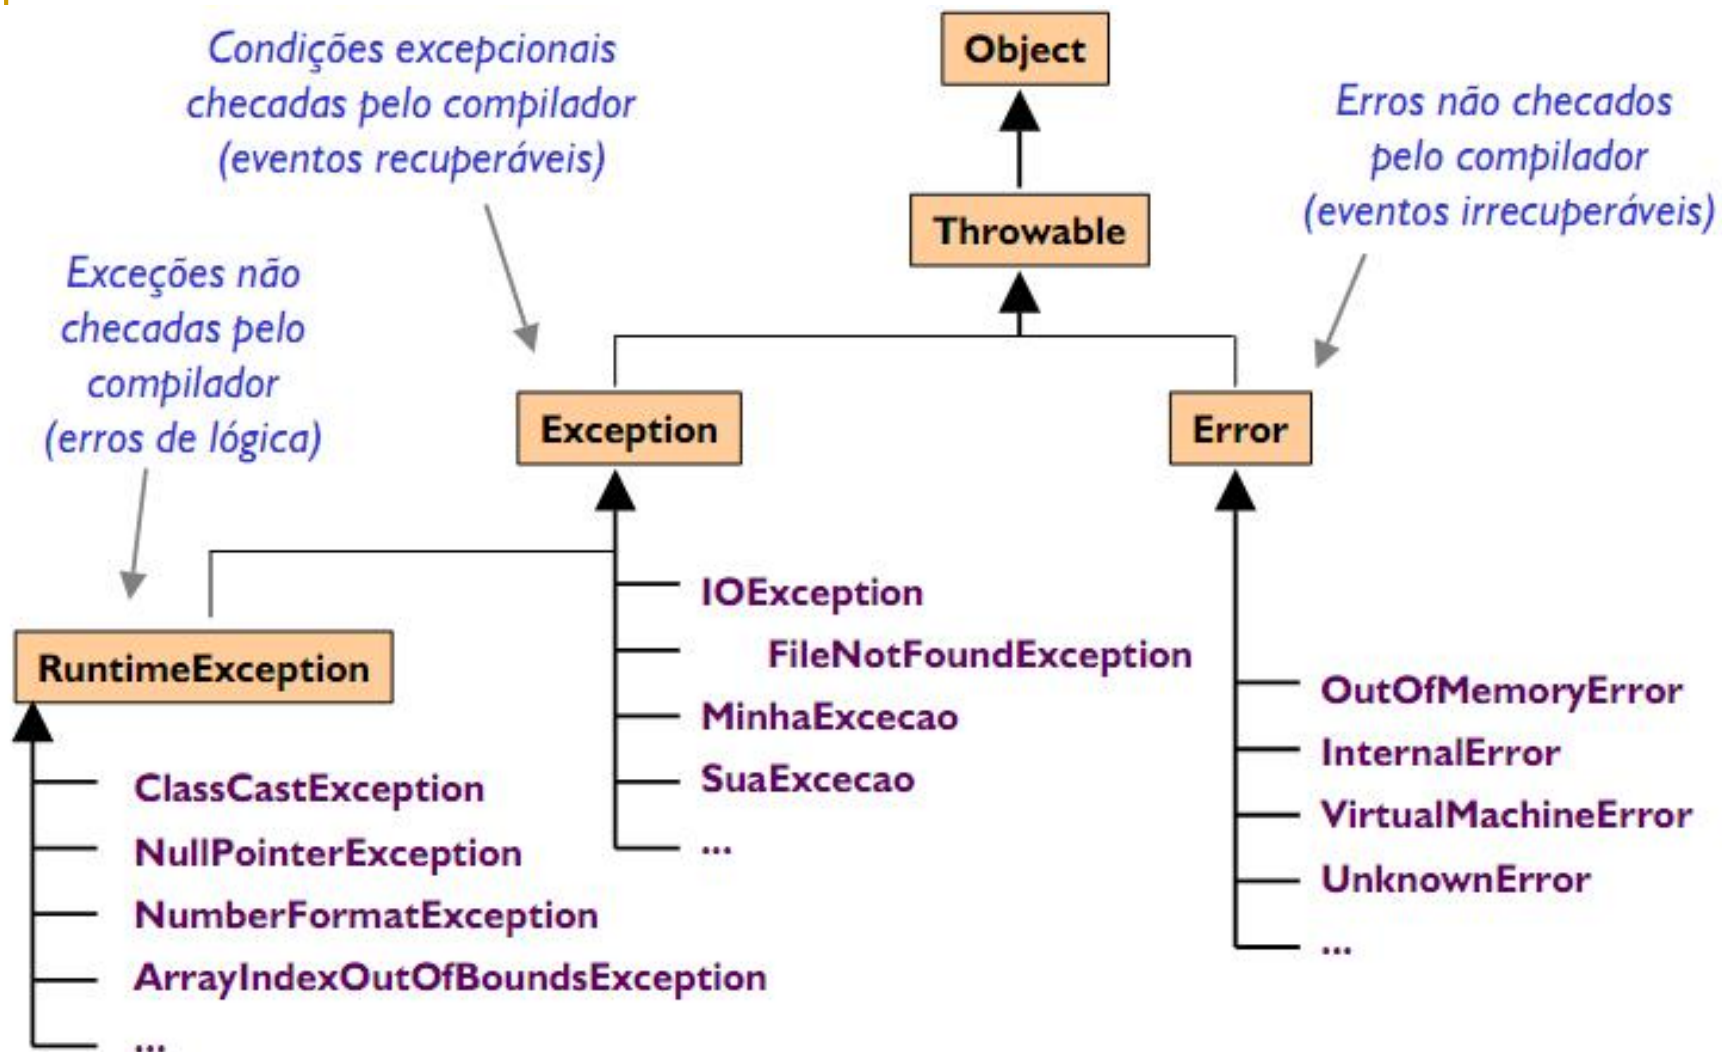 Condições excepcionais
checadas pelo compilador
(eventos recuperáveis)
Object
Erros não checados
pelo compilador
(eventos irrecuperáveis)
Throwable
Exceções não
checadas pelo
compilador
(erros de lógica)
Exception
Error
RuntimeException
ClassCastException
NullPointerException
NumberFormatException
ArrayIndexOutOfBoundsException
...
IOException
FileNotFoundException
MinhaExcecao
SuaExcecao
...
OutOfMemoryError
InternalError
VirtualMachineError
UnknownError
...